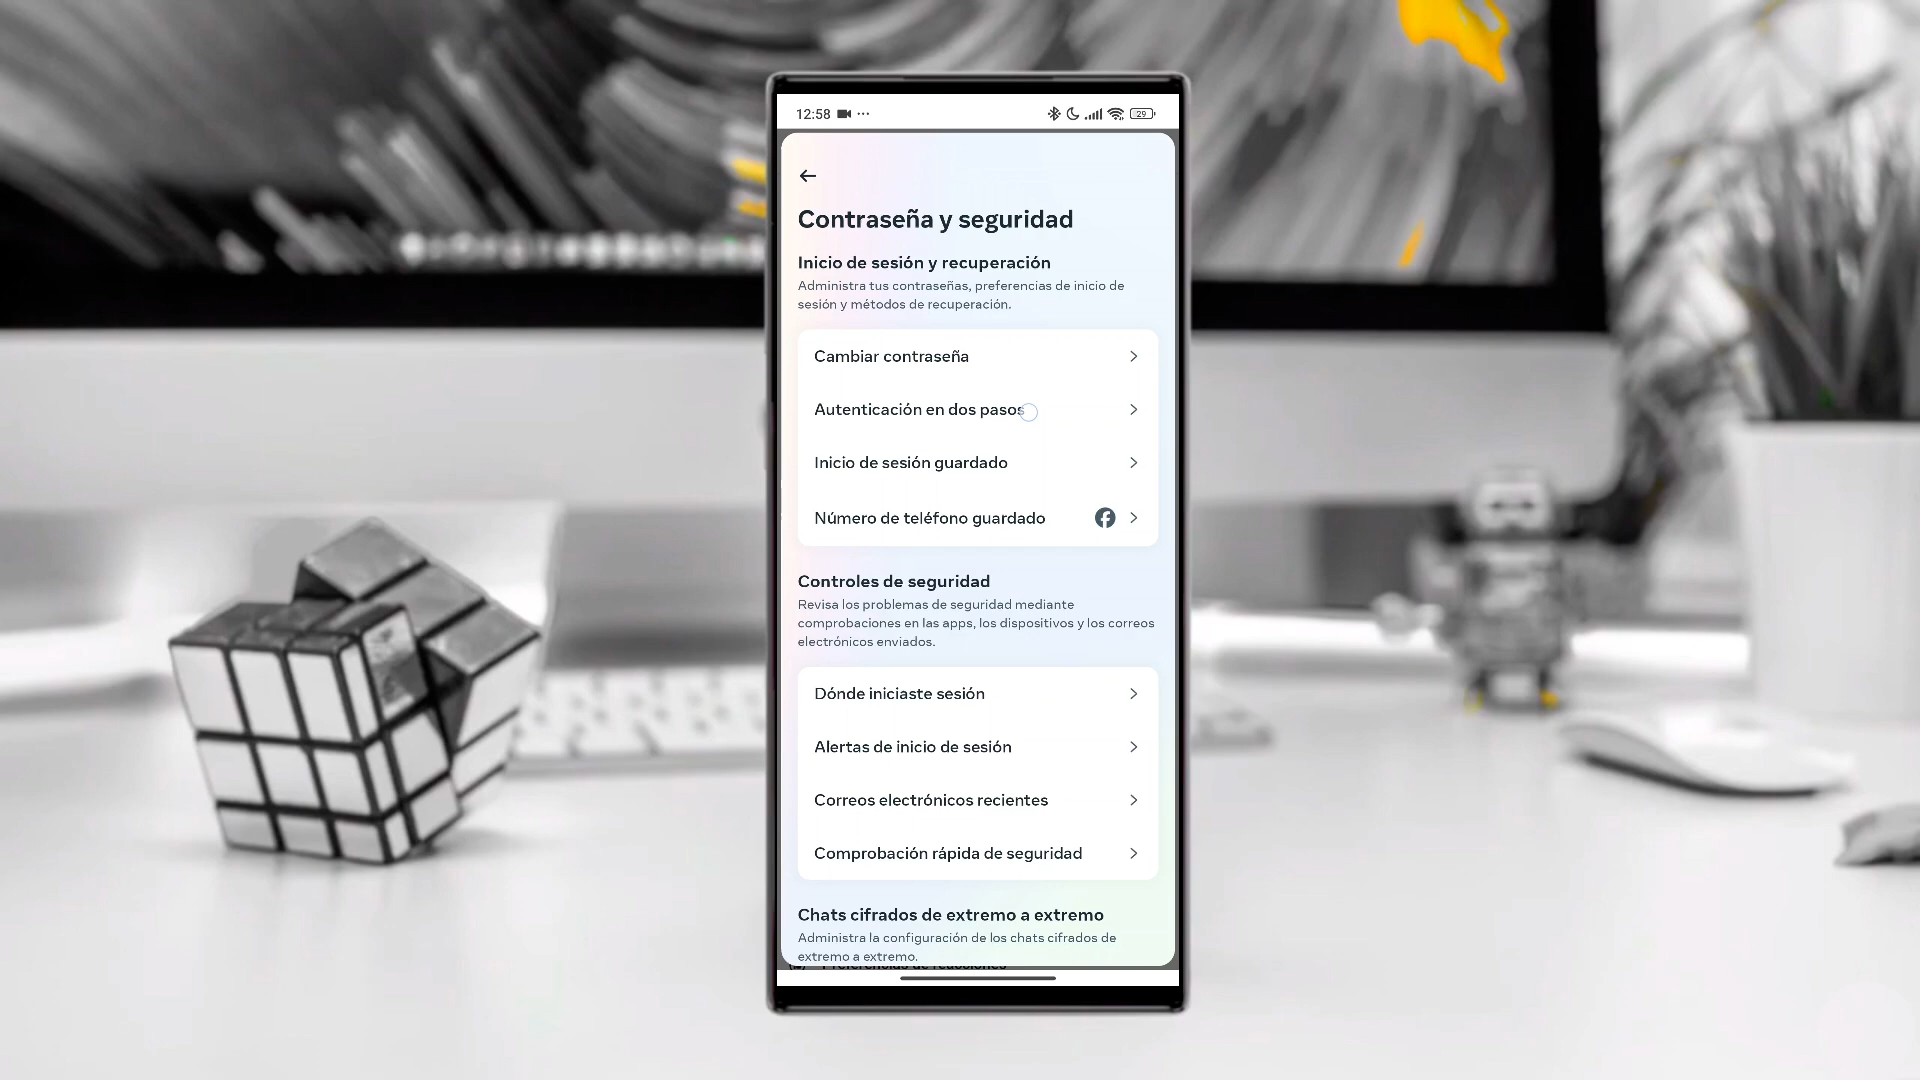 12:58
29
Contraseña y seguridad
Inicio de sesión y recuperación
Administra tus contraseñas, preferencias de inicio de
sesión y métodos de recuperación.
Cambiar contraseña
Autenticación en dos pasos
Inicio de sesión guardado
Número de teléfono guardado
Controles de seguridad
Revisa los problemas de seguridad mediante
comprobaciones en las apps, los dispositivos y los correos
electrónicos enviados.
Dónde iniciaste sesión
Alertas de inicio de sesión
Correos electrónicos recientes
Comprobación rápida de seguridad
Chats cifrados de extremo a extremo
Administra la configuración de los chats cifrados de
extremo a extremo.
Preferencias de reacciones